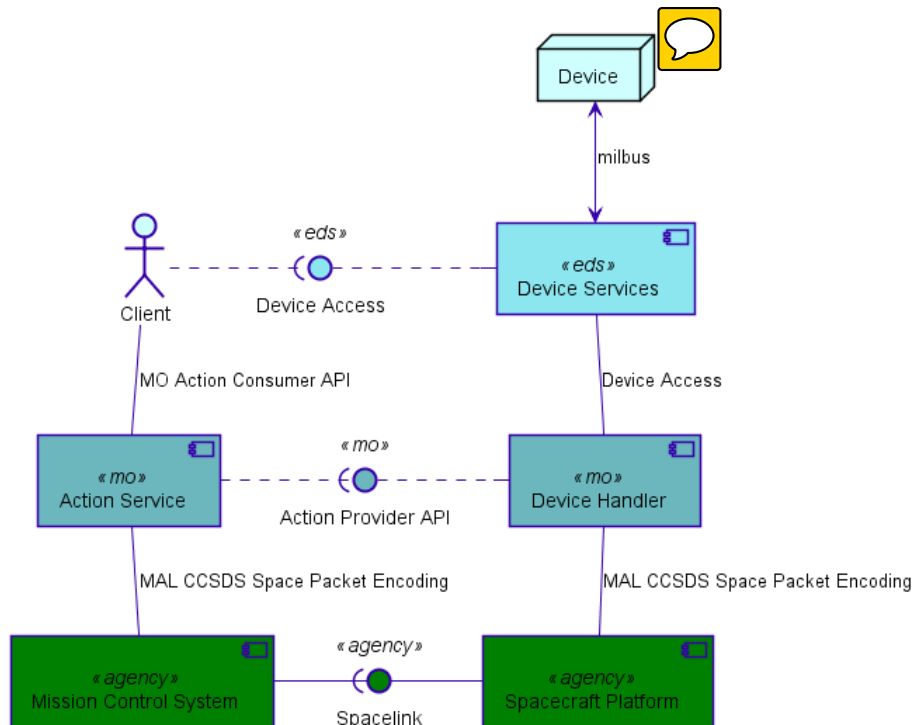 Device
milbus
«eds»
«eds»
Device Services
Device Access
Client
MO Action Consumer API
Device Access
«mo»
«mo»
Action Service
«mo»
Device Handler
Action Provider API
MAL CCSDS Space Packet Encoding
MAL CCSDS Space Packet Encoding
«agency»
«agency»
Mission Control System
«agency»
Spacecraft Platform
Spacelink